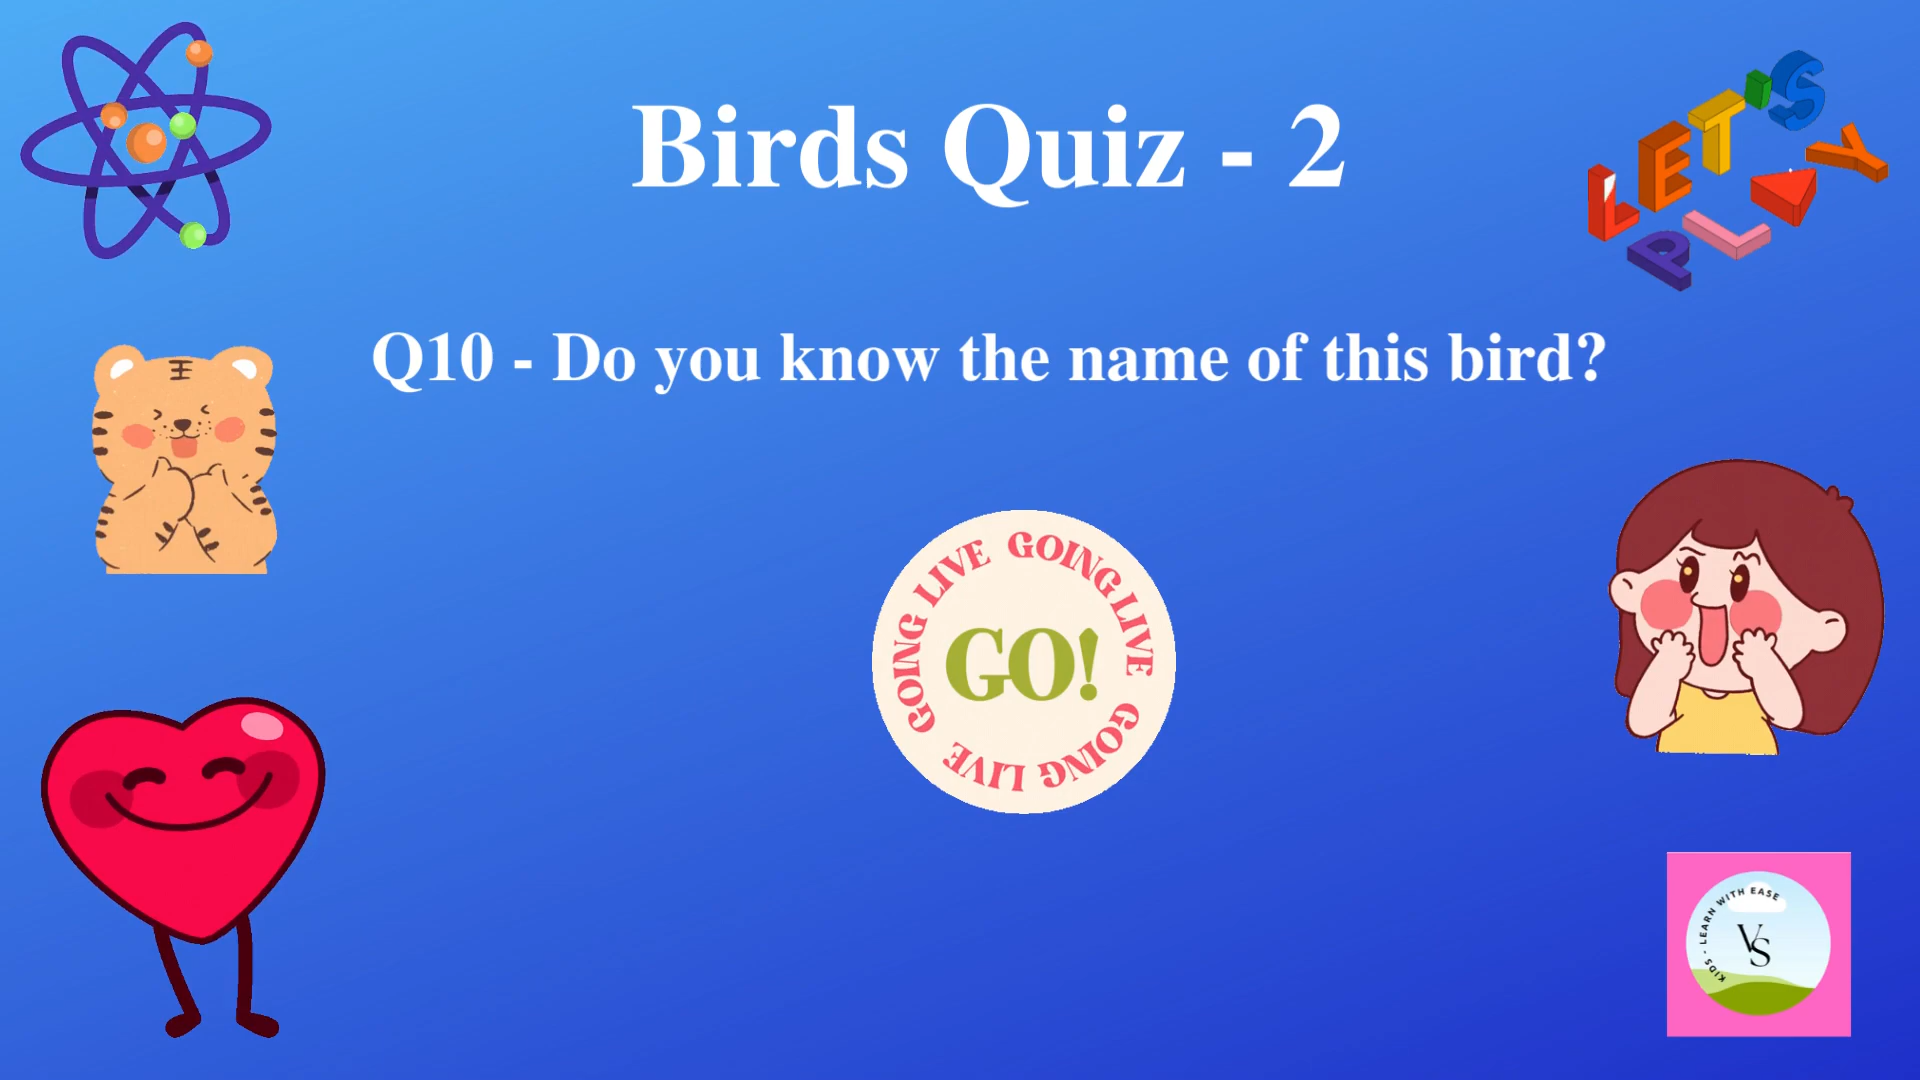 Birds Quiz - 2
LET'S
PLAY
Q10 - Do you know the name of this bird?
GOING LIVE GOING LIVE GOING LIVE
GO!
KIDS - LEARN WITH EASE
VS